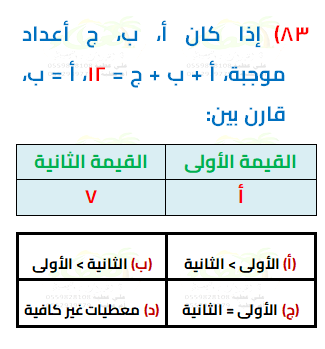 ٨٣) إذا كان أ، ب، ج أعداد
موجبة، أ + ب + ج = ١٢، أ = ب،
قارن بين:
القيمة الأولى القيمة الثانية
أ ٧
(أ) الأولى > الثانية (ب) الثانية > الأولى
(ج) الأولى = الثانية (د) معطيات غير كافية